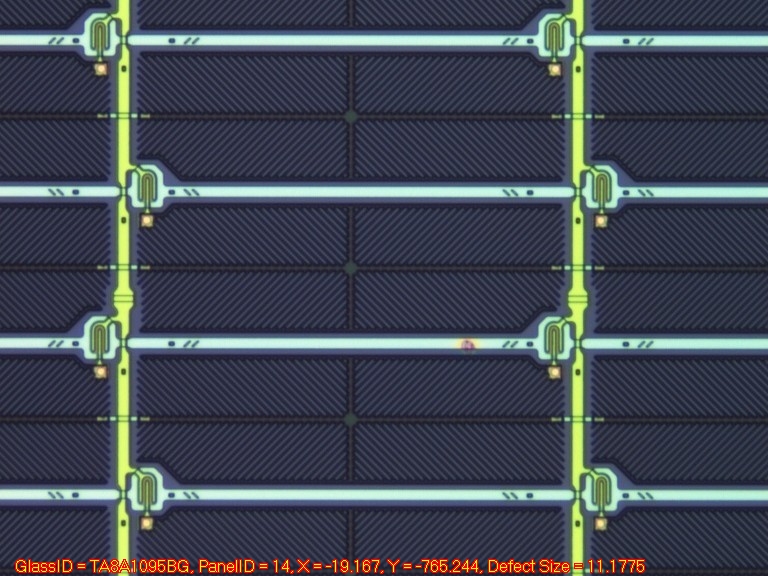 GlassID = TA8A1095BG, PanelID = 14, X = -19.167, Y = -765.244, Defect Size = 11.1775